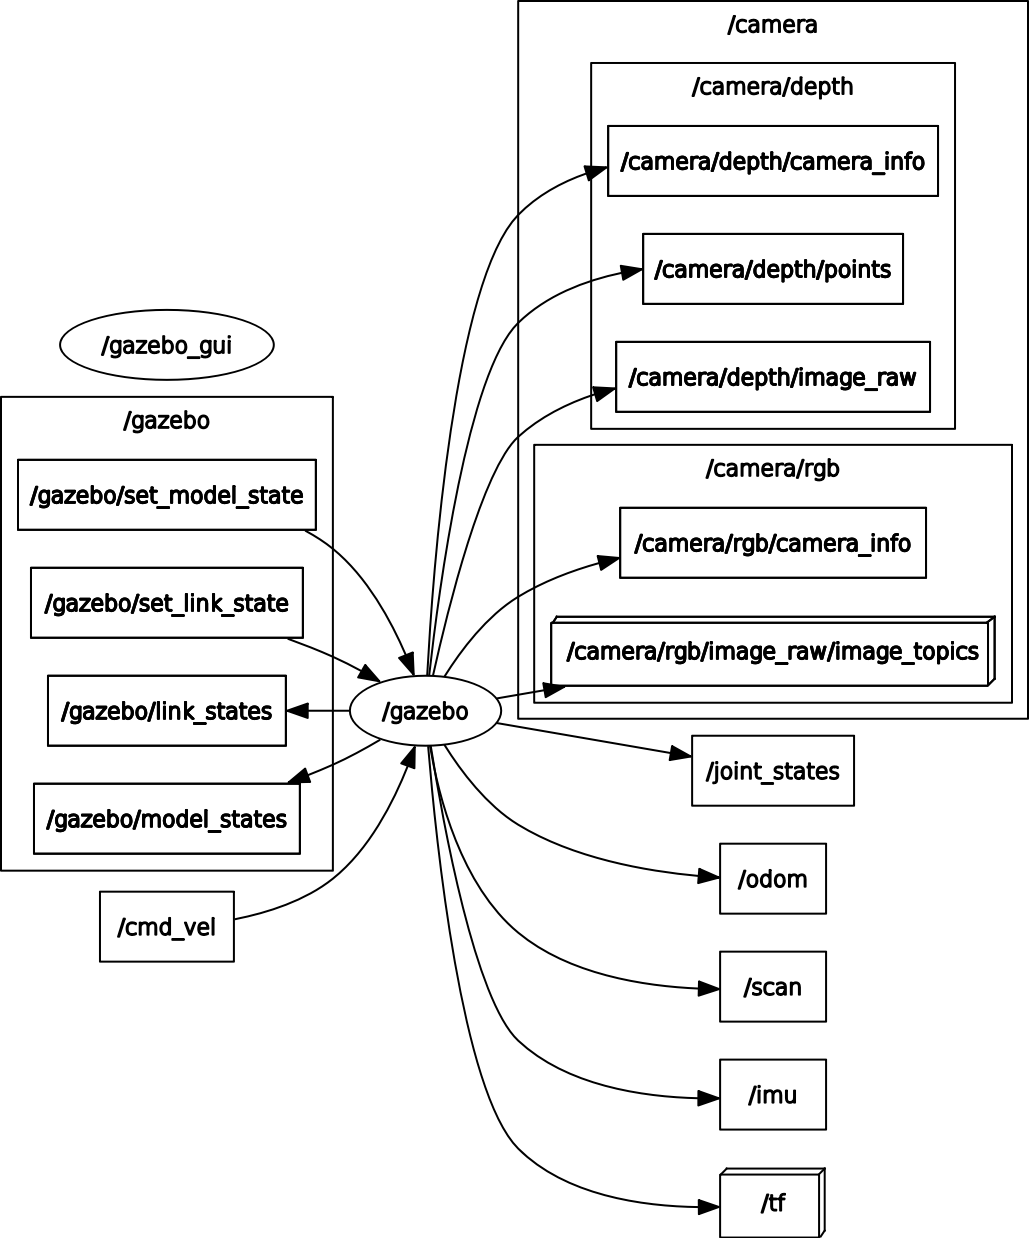 /camera
/camera/depth
/camera/depth/camera_info
/camera/depth/points
/camera/depth/image_raw
/camera/rgb
/camera/rgb/camera_info
/camera/rgb/image_raw/image_topics
/gazebo_gui
/gazebo
/gazebo/set_model_state
/gazebo/set_link_state
/gazebo/link_states
/gazebo/model_states
/cmd_vel
/gazebo
/joint_states
/odom
/scan
/imu
/tf